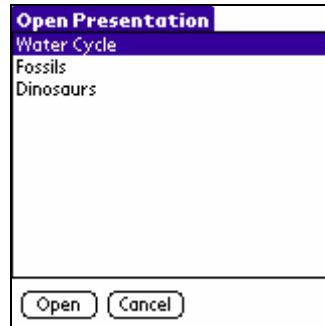 Open Presentation
Water Cycle
Fossils
Dinosaurs
Open Cancel